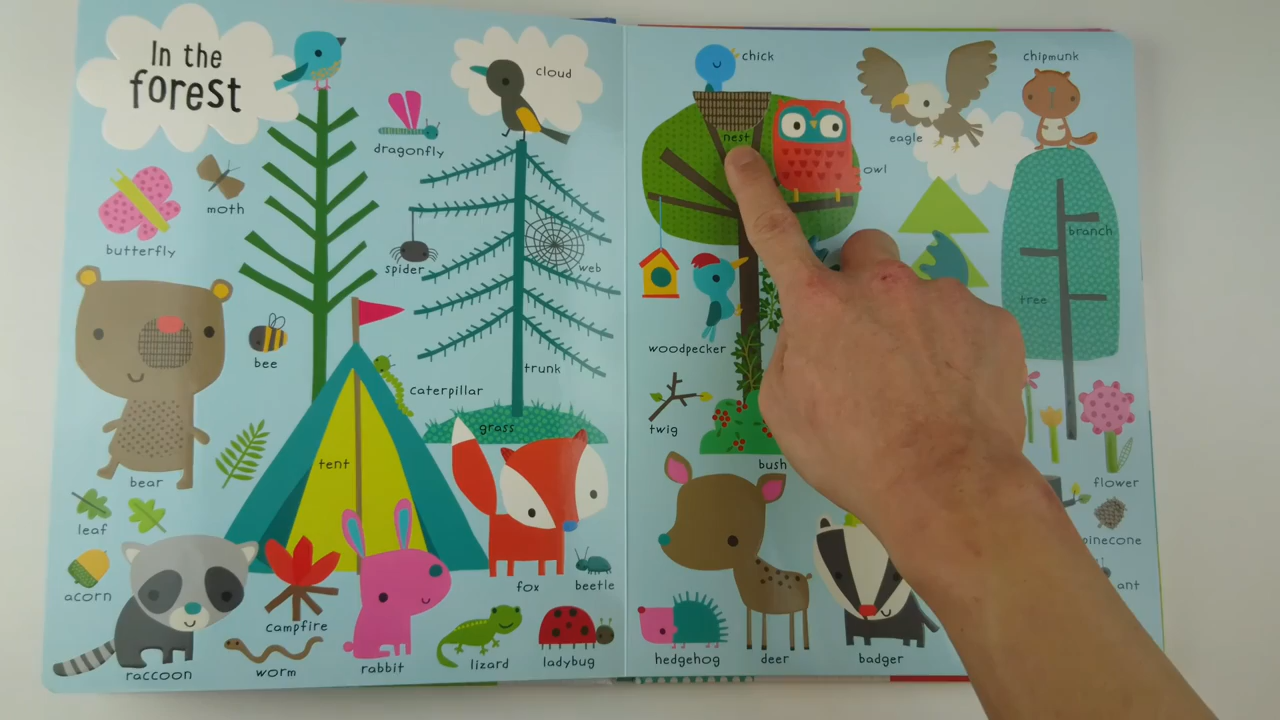 In the
forest
cloud
dragonfly
moth
butterfly
spider
web
bee
trunk
caterpillar
grass
tent
bear
leaf
acorn
fox
beetle
campfire
raccoon
worm
rabbit
lizard
ladybug
chick
chipmunk
nest
eagle
owl
branch
tree
woodpecker
twig
bush
flower
pinecone
ant
hedgehog
deer
badger